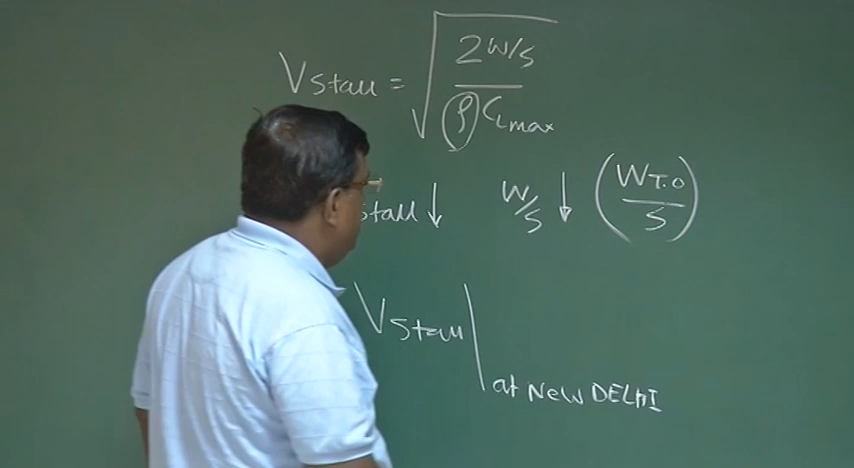 Vstall = √ 2W/S
ρ CLmax
stall ↓ W/S ↓ (WT.O / S)
Vstall |
at New DELHI